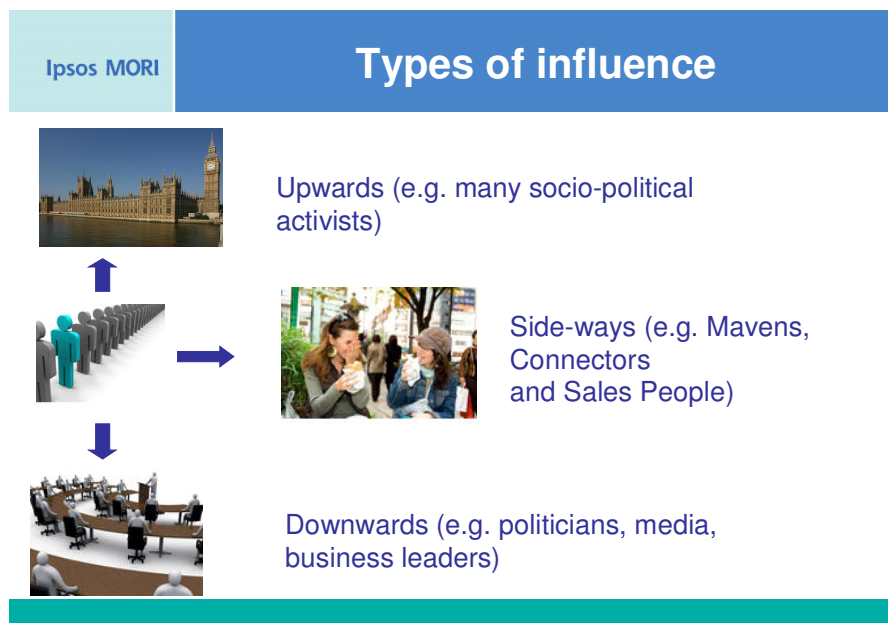 Ipsos MORI
Types of influence
Upwards (e.g. many socio-political
activists)
Side-ways (e.g. Mavens,
Connectors
and Sales People)
Downwards (e.g. politicians, media,
business leaders)